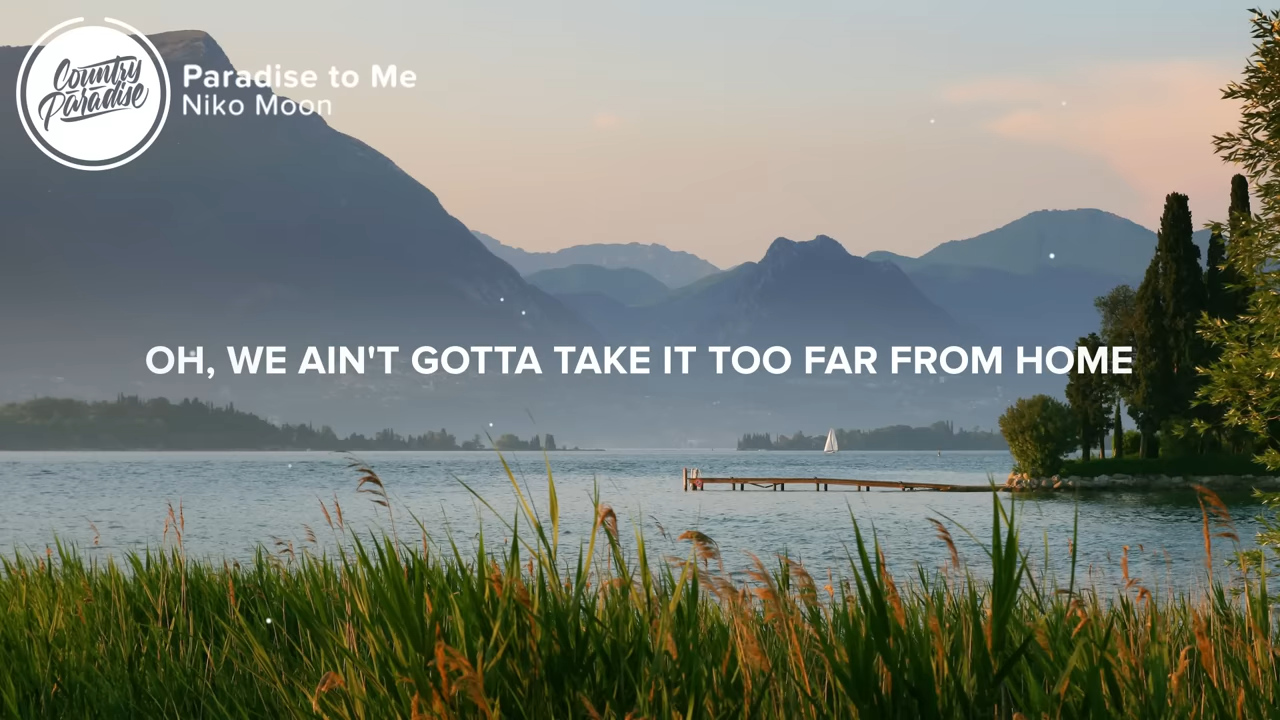 Country
Paradise
Paradise to Me
Niko Moon
OH, WE AIN'T GOTTA TAKE IT TOO FAR FROM HOME